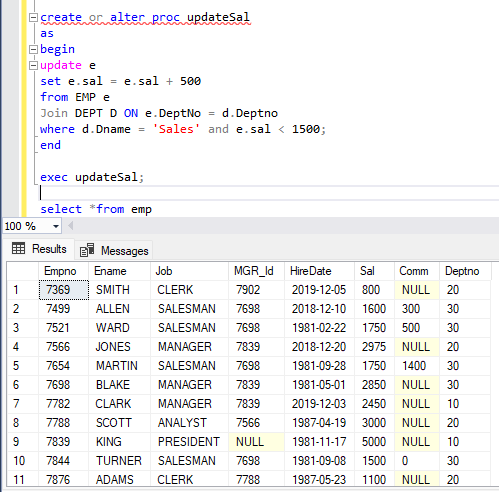 create or alter proc updateSal
as
begin
update e
set e.sal = e.sal + 500
from EMP e
Join DEPT D ON e.DeptNo = d.Deptno
where d.Dname = 'Sales' and e.sal < 1500;
end
exec updateSal;
select *from emp
100 %
Results Messages
Empno Ename Job MGR_Id HireDate Sal Comm Deptno
1 7369 SMITH CLERK 7902 2019-12-05 800 NULL 20
2 7499 ALLEN SALESMAN 7698 2018-12-10 1600 300 30
3 7521 WARD SALESMAN 7698 1981-02-22 1750 500 30
4 7566 JONES MANAGER 7839 2018-12-20 2975 NULL 20
5 7654 MARTIN SALESMAN 7698 1981-09-28 1750 1400 30
6 7698 BLAKE MANAGER 7839 1981-05-01 2850 NULL 30
7 7782 CLARK MANAGER 7839 2019-12-03 2450 NULL 10
8 7788 SCOTT ANALYST 7566 1987-04-19 3000 NULL 20
9 7839 KING PRESIDENT NULL 1981-11-17 5000 NULL 10
10 7844 TURNER SALESMAN 7698 1981-09-08 1500 0 30
11 7876 ADAMS CLERK 7788 1987-05-23 1100 NULL 20